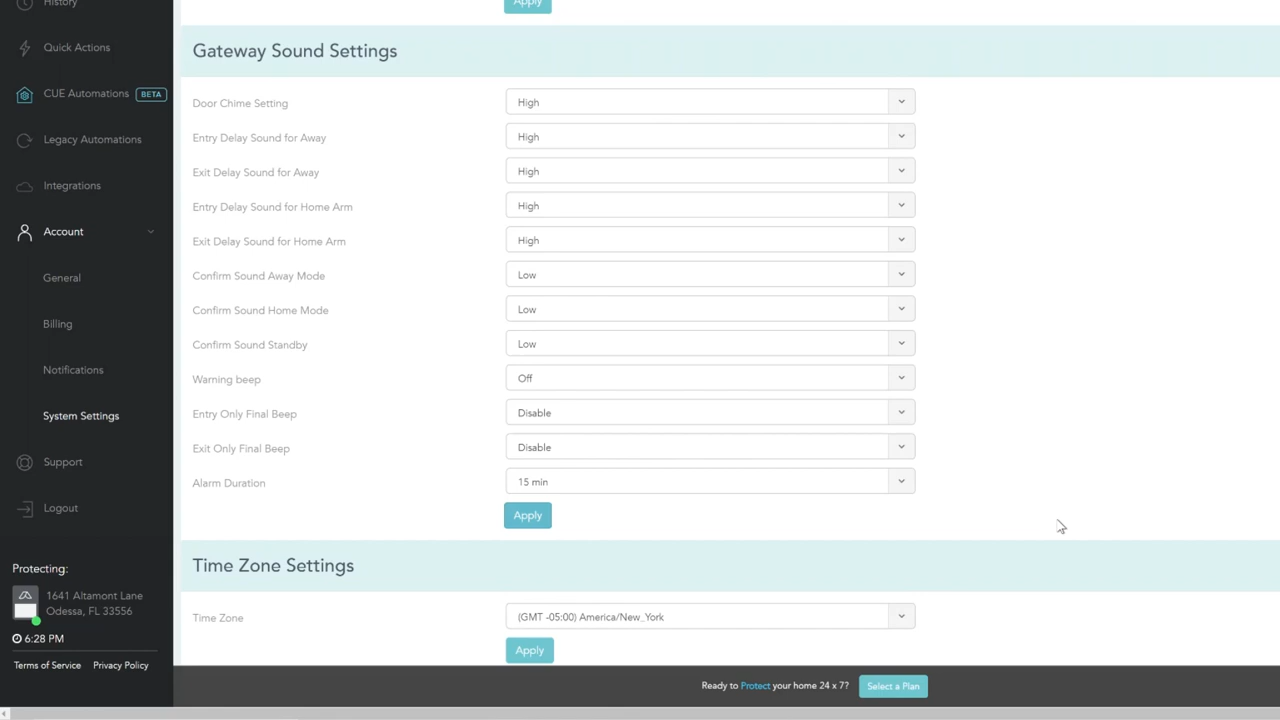 History
Quick Actions
CUE Automations BETA
Legacy Automations
Integrations
Account
General
Billing
Notifications
System Settings
Support
Logout
Protecting:
1641 Altamont Lane
Odessa, FL 33556
6:28 PM
Terms of Service Privacy Policy
Apply
Gateway Sound Settings
Door Chime Setting High
Entry Delay Sound for Away High
Exit Delay Sound for Away High
Entry Delay Sound for Home Arm High
Exit Delay Sound for Home Arm High
Confirm Sound Away Mode Low
Confirm Sound Home Mode Low
Confirm Sound Standby Low
Warning beep Off
Entry Only Final Beep Disable
Exit Only Final Beep Disable
Alarm Duration 15 min
Apply
Time Zone Settings
Time Zone (GMT -05:00) America/New_York
Apply
Ready to Protect your home 24 x 7? Select a Plan